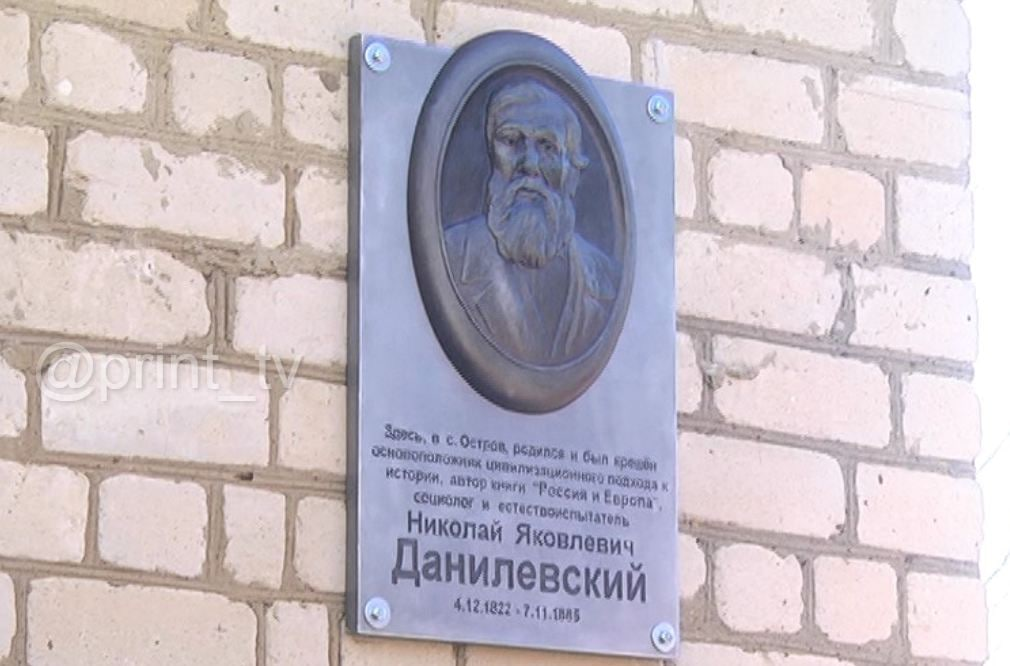 @print_tv
Здесь, в с. Остров, родился и был крещён
основоположник цивилизационного подхода к
истории, автор книги "Россия и Европа",
социолог и естествоиспытатель
Николай Яковлевич
Данилевский
4.12.1822 - 7.11.1885